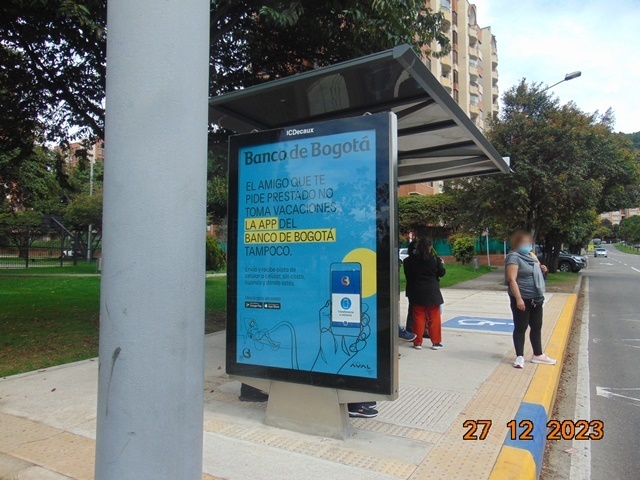 ICDecaux
Banco de Bogotá
EL AMIGO QUE TE
PIDE PRESTADO NO
TOMA VACACIONES.
LA APP DEL
BANCO DE BOGOTÁ
TAMPOCO.
AVAL
27 12 2023